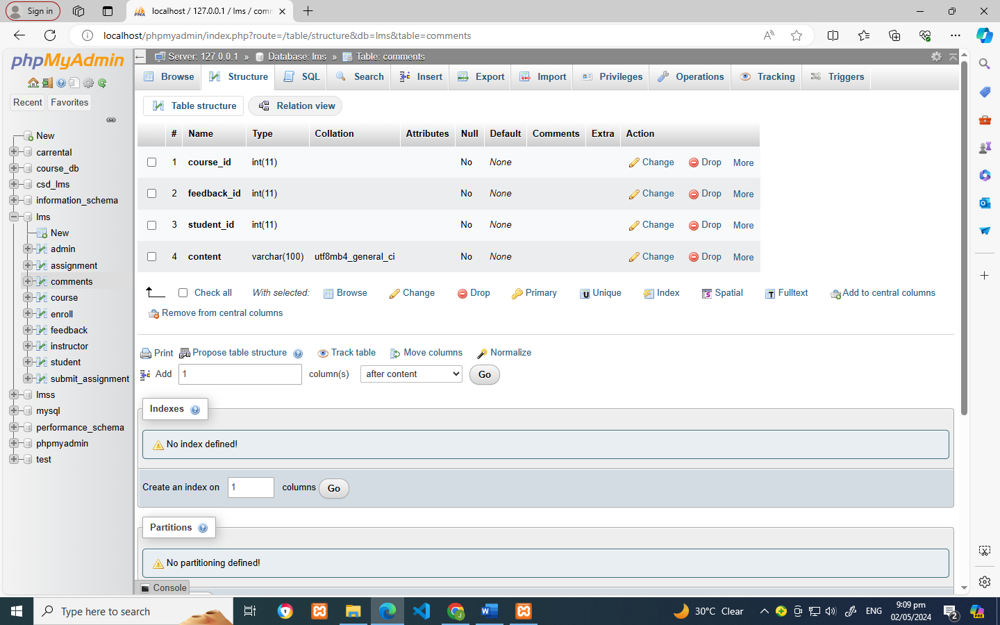 Sign in
localhost / 127.0.0.1 / lms / comm
localhost/phpmyadmin/index.php?route=/table/structure&db=lms&table=comments
phpMyAdmin
Recent Favorites
New
carrental
course_db
csd_lms
information_schema
lms
New
admin
assignment
comments
course
enroll
feedback
instructor
student
submit_assignment
lmss
mysql
performance_schema
phpmyadmin
test
Server: 127.0.0.1 » Database: lms » Table: comments
Browse Structure SQL Search Insert Export Import Privileges Operations Tracking Triggers
Table structure Relation view
# Name Type Collation Attributes Null Default Comments Extra Action
1 course_id int(11) No None Change Drop More
2 feedback_id int(11) No None Change Drop More
3 student_id int(11) No None Change Drop More
4 content varchar(100) utf8mb4_general_ci No None Change Drop More
Check all With selected: Browse Change Drop Primary Unique Index Spatial Fulltext Add to central columns
Remove from central columns
Print Propose table structure Track table Move columns Normalize
Add 1 column(s) after content Go
Indexes
No index defined!
Create an index on 1 columns Go
Partitions
No partitioning defined!
Console
Type here to search
30°C Clear
ENG
9:09 pm
02/05/2024
2
PRE